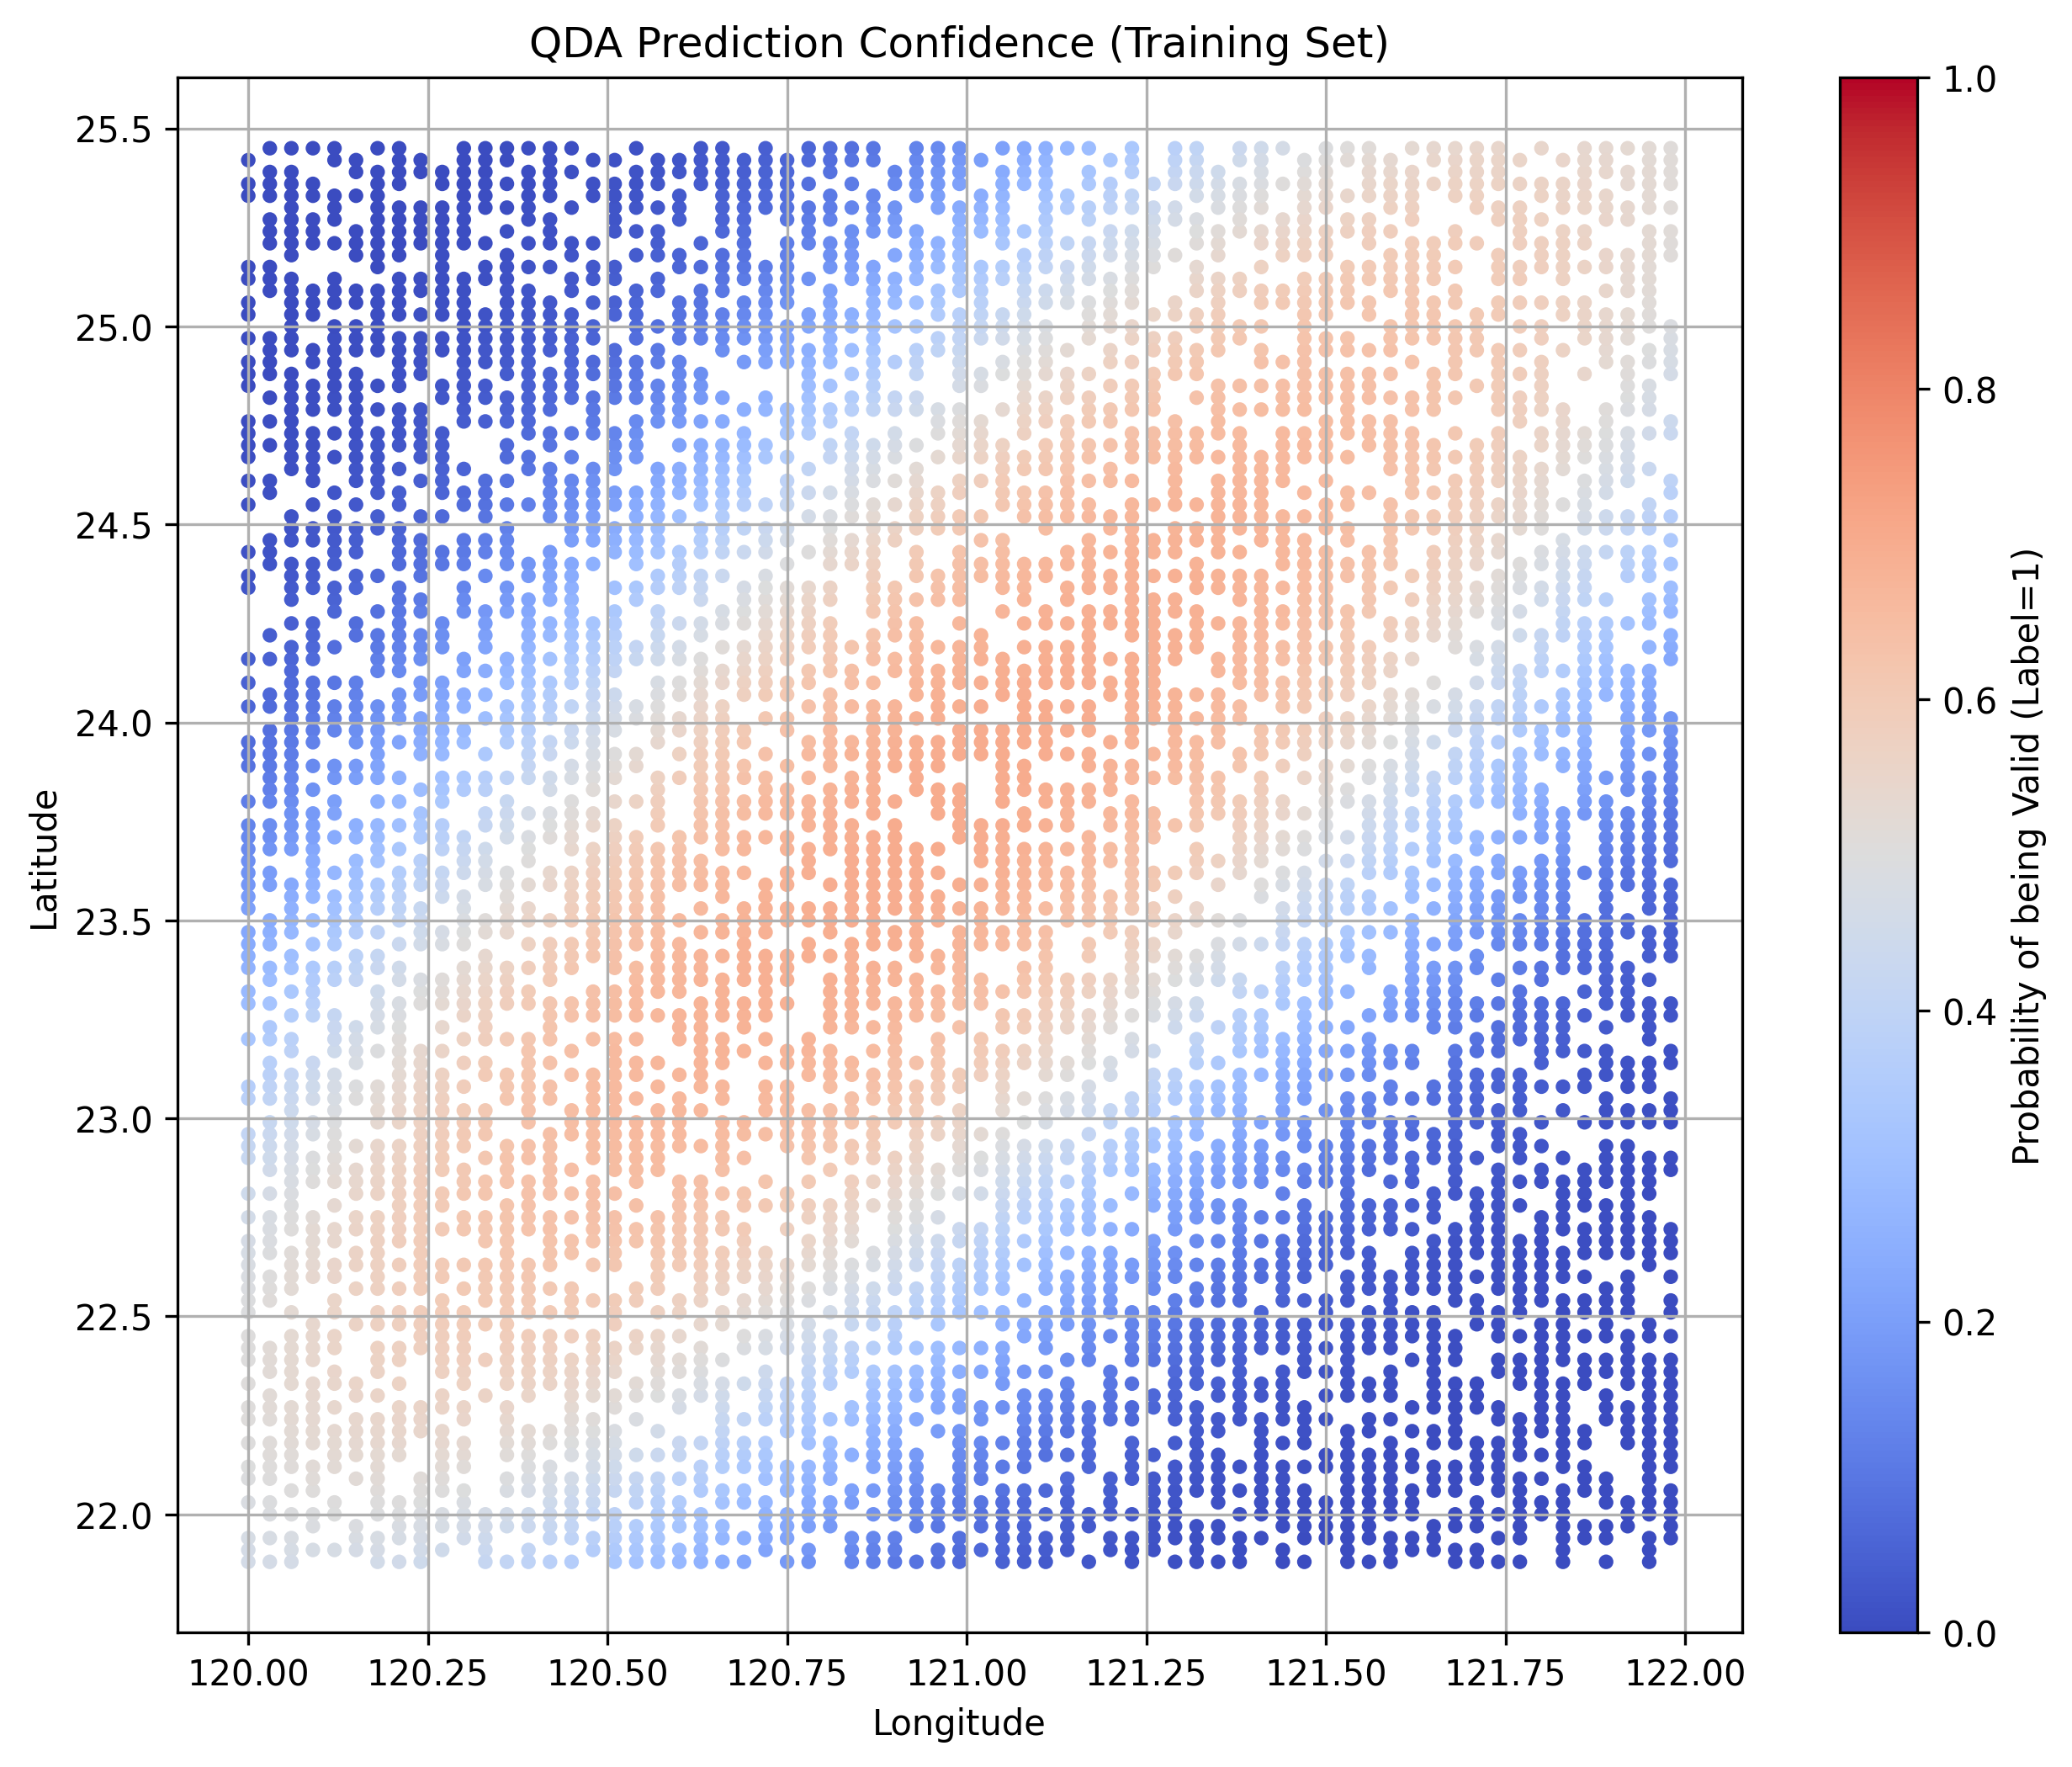 QDA Prediction Confidence (Training Set)
25.5
25.0
24.5
24.0
23.5
23.0
22.5
22.0
Latitude
120.00 120.25 120.50 120.75 121.00 121.25 121.50 121.75 122.00
Longitude
1.0
0.8
0.6
0.4
0.2
0.0
Probability of being Valid (Label=1)